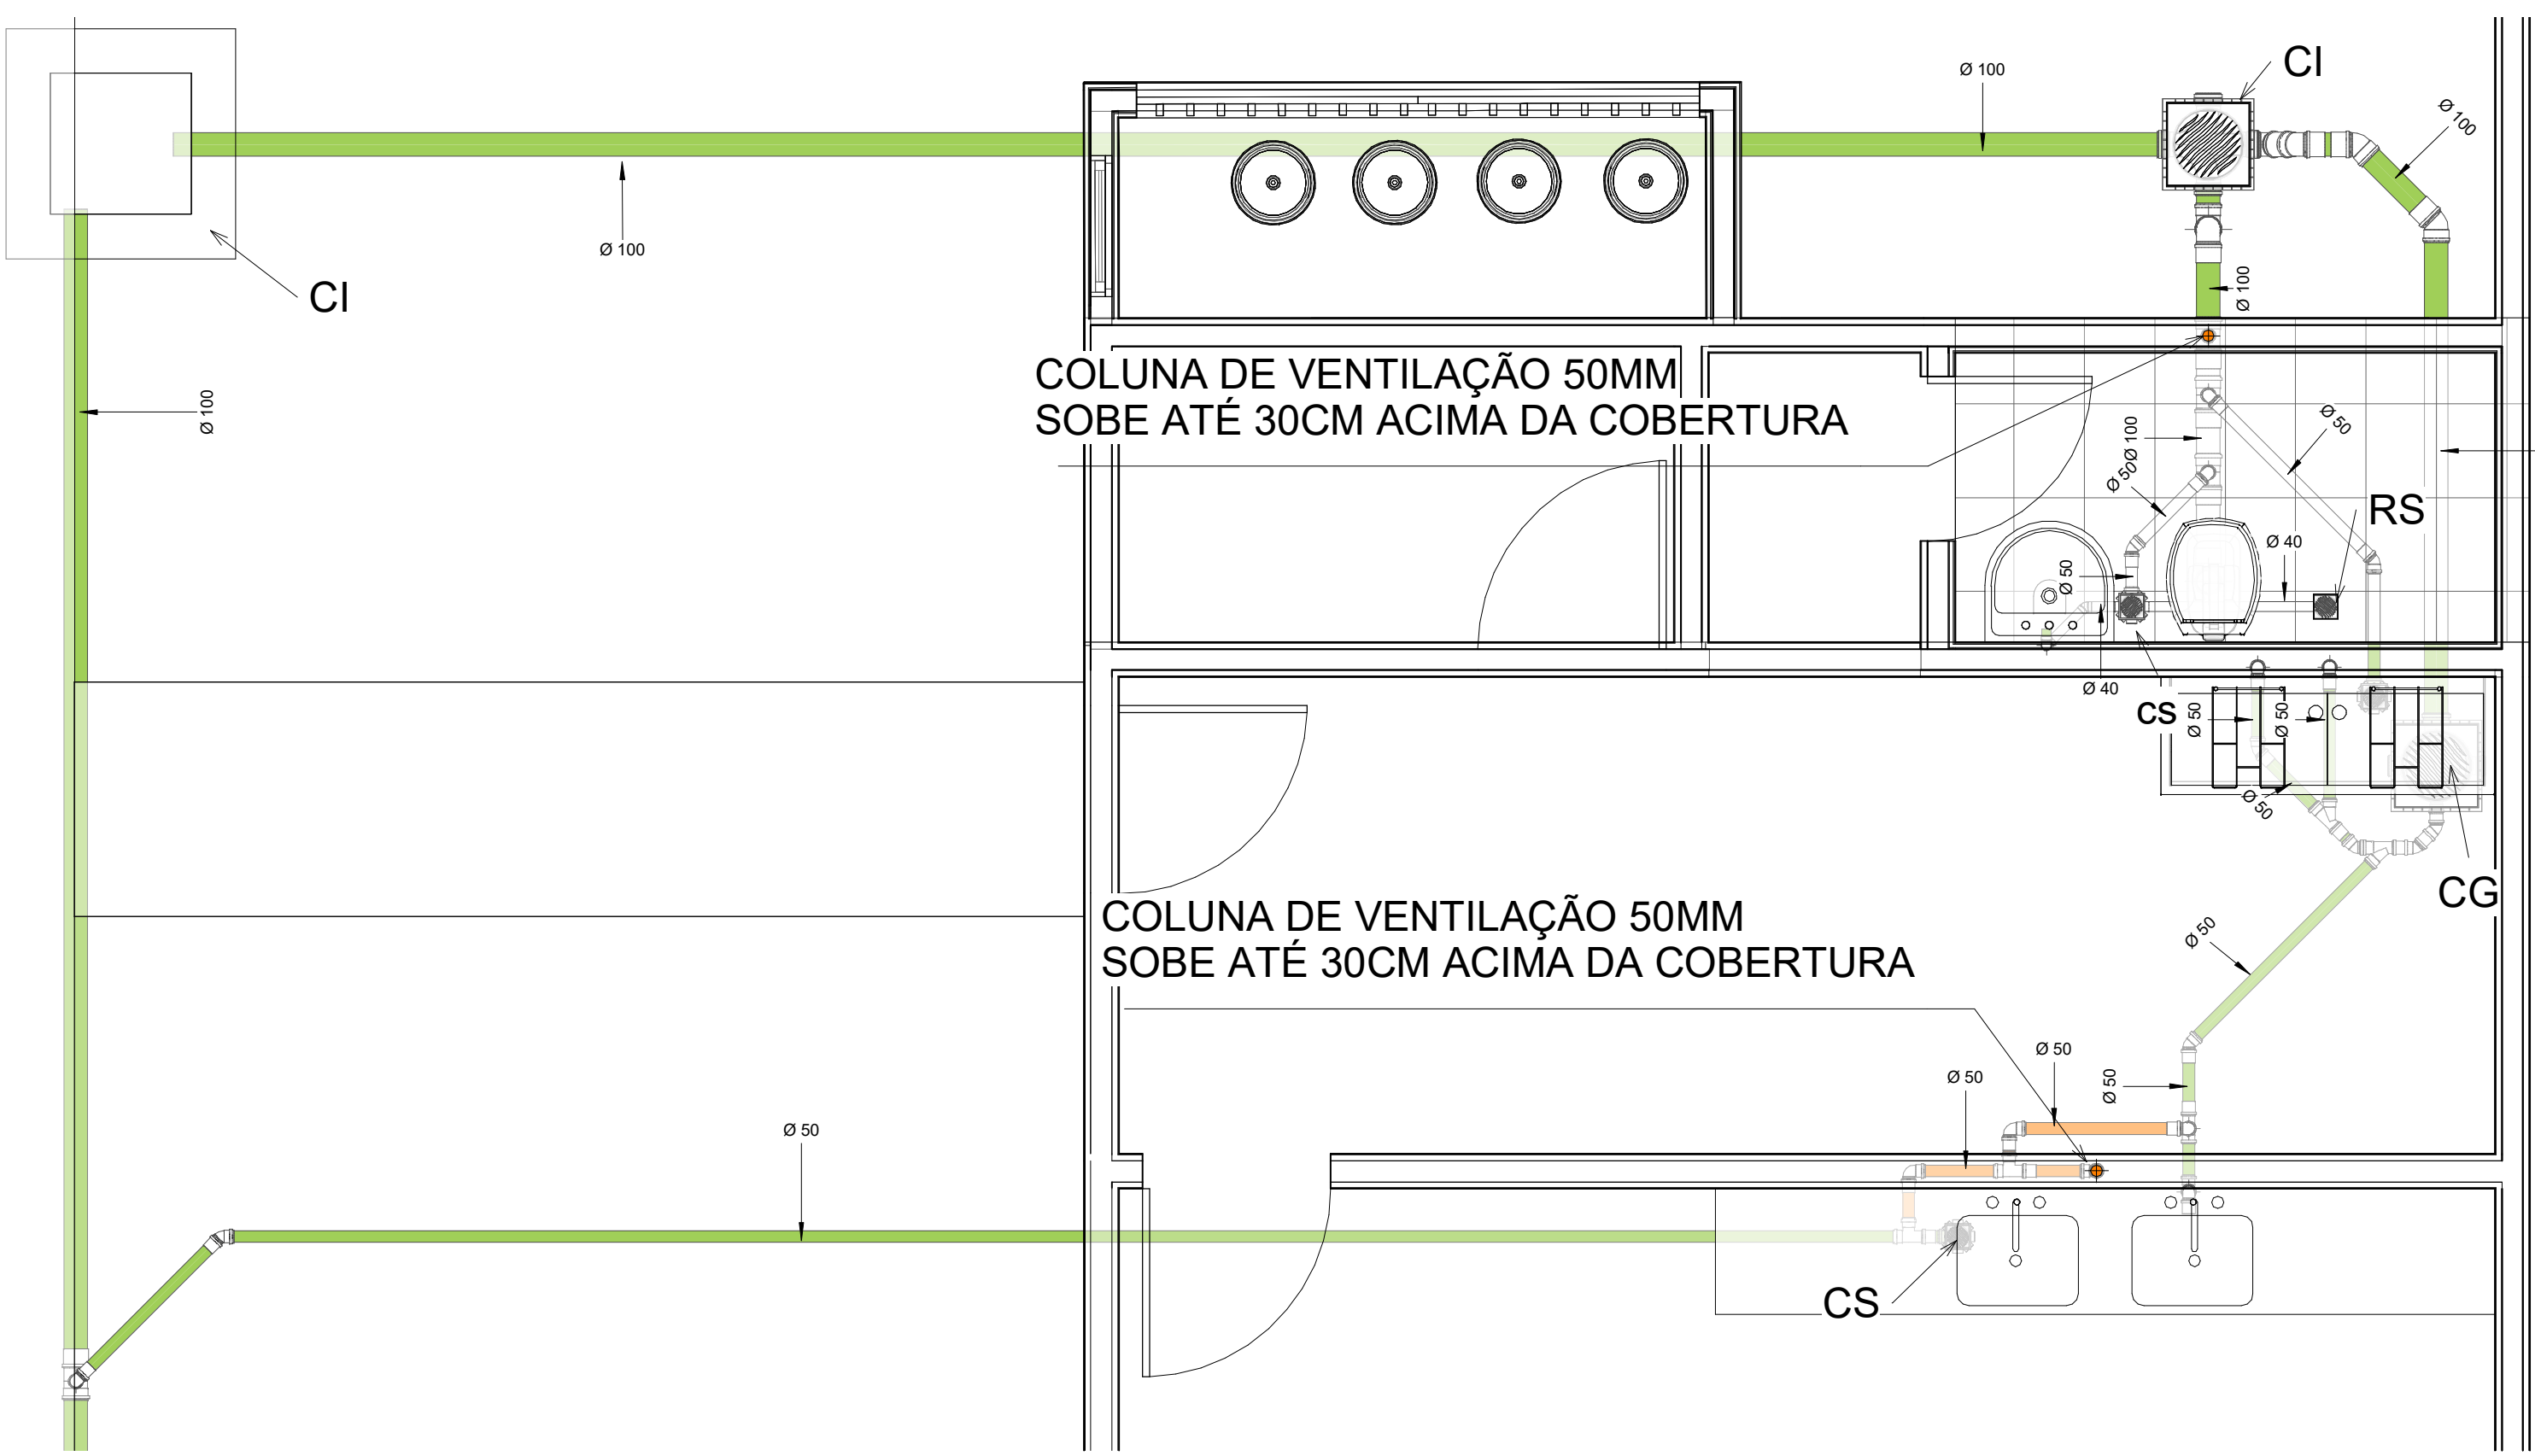 CI
Ø 100
Ø 100
Ø 100
CI
Ø 100
Ø 100
COLUNA DE VENTILAÇÃO 50MM
SOBE ATÉ 30CM ACIMA DA COBERTURA
Ø 100
Ø 50
Ø 50
RS
Ø 40
Ø 50
Ø 40
CS
Ø 50
Ø 50
Ø 50
CG
COLUNA DE VENTILAÇÃO 50MM
SOBE ATÉ 30CM ACIMA DA COBERTURA
Ø 50
Ø 50
Ø 50
Ø 50
Ø 50
CS